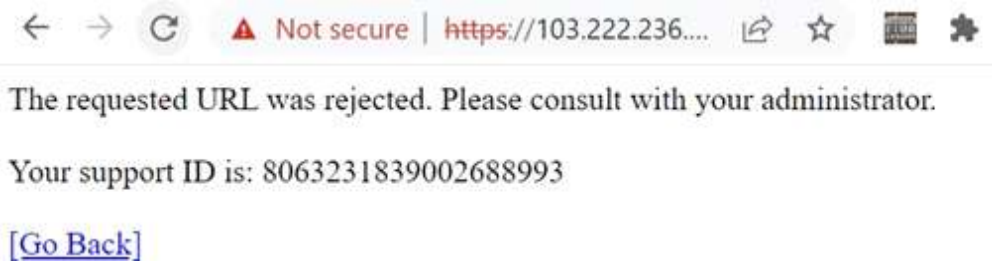 Not secure | https://103.222.236....
The requested URL was rejected. Please consult with your administrator.
Your support ID is: 8063231839002688993
[Go Back]